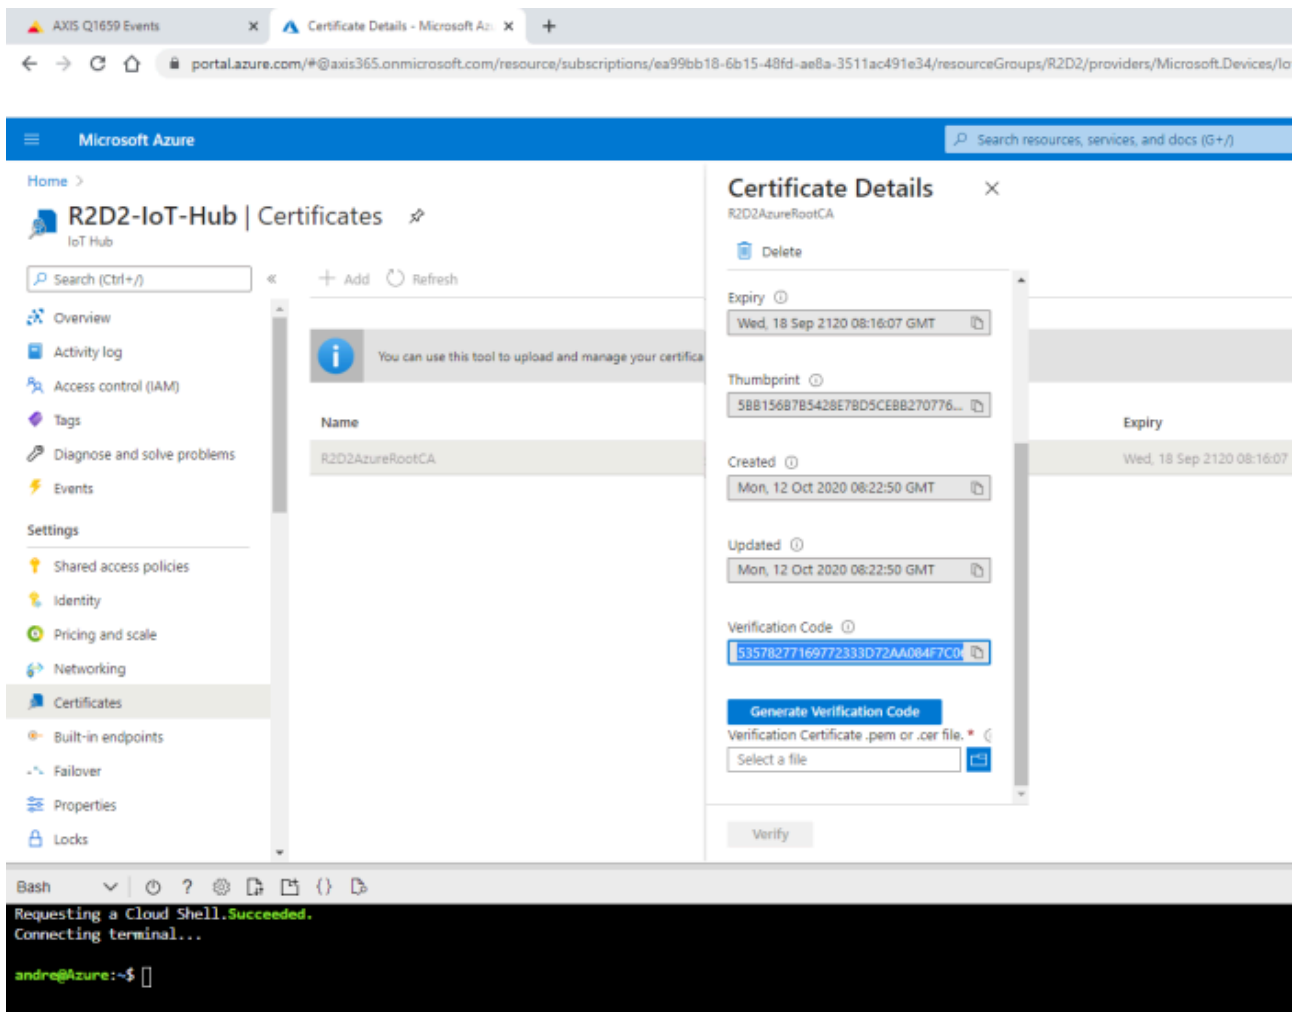 AXIS Q1659 Events
Certificate Details - Microsoft Az
portal.azure.com/#@axis365.onmicrosoft.com/resource/subscriptions/ea99bb18-6b15-48fd-ae8a-3511ac491e34/resourceGroups/R2D2/providers/Microsoft.Devices/Io
Microsoft Azure
Search resources, services, and docs (G+/)
Home >
R2D2-IoT-Hub | Certificates
IoT Hub
Search (Ctrl+/)
«
Overview
Activity log
Access control (IAM)
Tags
Diagnose and solve problems
Events
Settings
Shared access policies
Identity
Pricing and scale
Networking
Certificates
Built-in endpoints
Failover
Properties
Locks
+ Add
Refresh
You can use this tool to upload and manage your certifica
Name
Expiry
R2D2AzureRootCA
Wed, 18 Sep 2120 08:16:07
Certificate Details
R2D2AzureRootCA
Delete
Expiry
Wed, 18 Sep 2120 08:16:07 GMT
Thumbprint
5BB156B7B5428E7BD5CEBB270776...
Created
Mon, 12 Oct 2020 08:22:50 GMT
Updated
Mon, 12 Oct 2020 08:22:50 GMT
Verification Code
53578277169772333D72AA084F7C0
Generate Verification Code
Verification Certificate .pem or .cer file. *
Select a file
Verify
Bash
? {}
Requesting a Cloud Shell.Succeeded.
Connecting terminal...
andre@Azure:~$